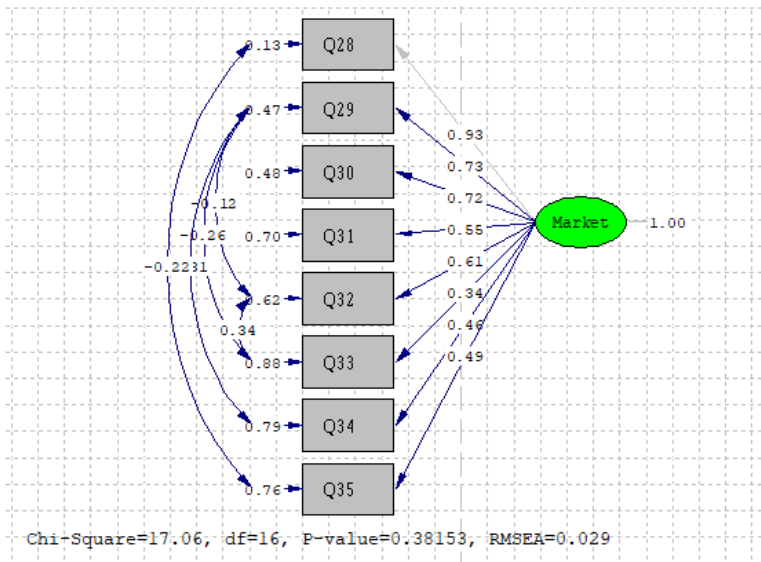 0.13
Q28
0.93
0.47
Q29
0.73
0.48
Q30
0.72
-0.12
-0.26
0.70
Q31
0.55
Market
1.00
-0.22
0.62
Q32
0.61
0.34
0.34
0.88
Q33
0.46
0.49
0.79
Q34
0.76
Q35
Chi-Square=17.06, df=16, P-value=0.38153, RMSEA=0.029